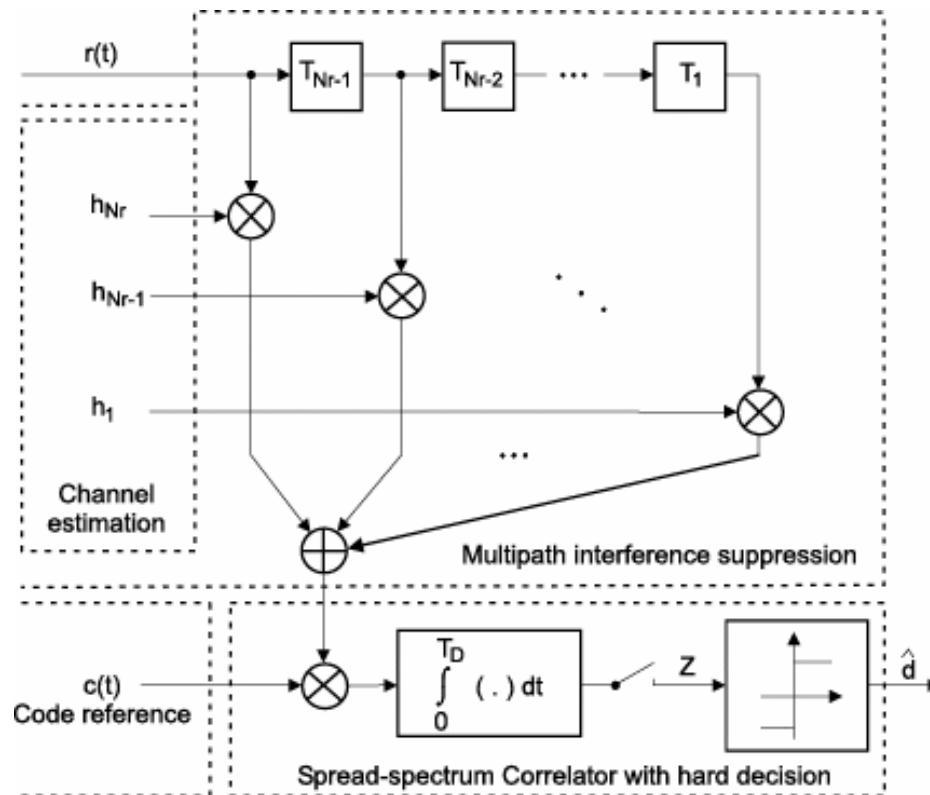 r(t)
T_{Nr-1}
T_{Nr-2}
...
T_1
h_{Nr}
h_{Nr-1}
h_1
...
Channel
estimation
Multipath interference suppression
c(t)
Code reference
T_D
∫ ( . ) dt
0
Z
d̂
Spread-spectrum Correlator with hard decision